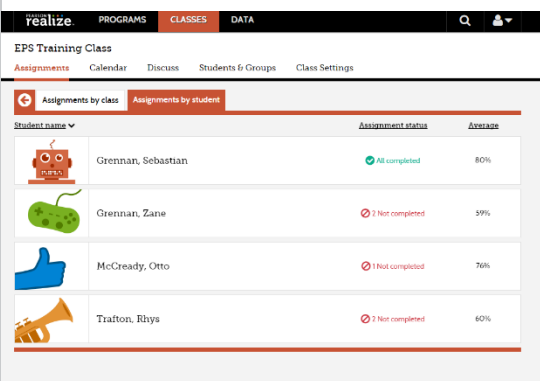 PEARSON
realize. PROGRAMS CLASSES DATA
EPS Training Class
Assignments Calendar Discuss Students & Groups Class Settings
Assignments by class Assignments by student
Student name Assignment status Average
Grennan, Sebastian All completed 80%
Grennan, Zane 2 Not completed 59%
McCready, Otto 1 Not completed 76%
Trafton, Rhys 2 Not completed 60%